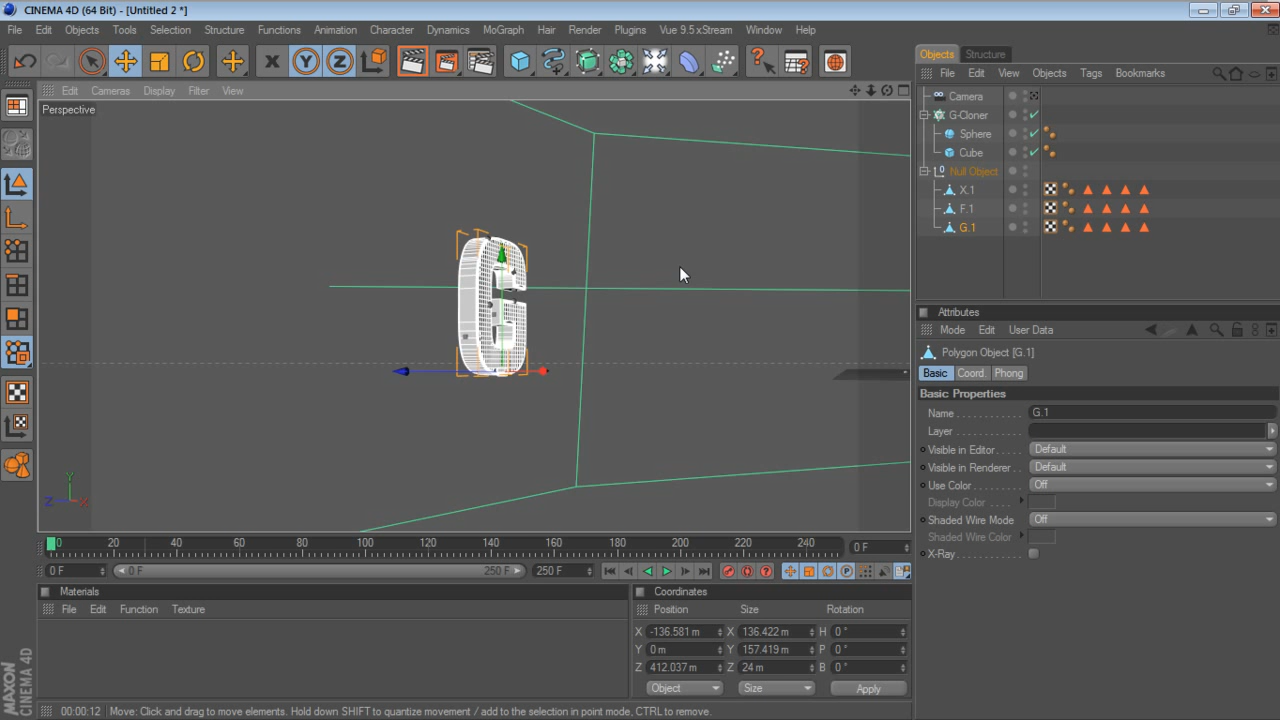 CINEMA 4D (64 Bit) - [Untitled 2 *]
File Edit Objects Tools Selection Structure Functions Animation Character Dynamics MoGraph Hair Render Plugins Vue 9.5 xStream Window Help
X Y Z
Objects Structure
File Edit View Objects Tags Bookmarks
Edit Cameras Display Filter View
Perspective
Camera
G-Cloner
Sphere
Cube
Null Object
X.1
F.1
G.1
Attributes
Mode Edit User Data
Polygon Object [G.1]
Basic Coord. Phong
Basic Properties
Name G.1
Layer
Visible in Editor Default
Visible in Renderer Default
Use Color Off
Display Color
Shaded Wire Mode Off
Shaded Wire Color
X-Ray
Y
Z X
0 20 40 60 80 100 120 140 160 180 200 220 240 0 F
0 F 0 F 250 F 250 F
Materials
File Edit Function Texture
Coordinates
Position Size Rotation
X -136.581 m X 136.422 m H 0 °
Y 0 m Y 157.419 m P 0 °
Z 412.037 m Z 24 m B 0 °
Object Size Apply
MAXON
CINEMA 4D
00:00:12 Move: Click and drag to move elements. Hold down SHIFT to quantize movement / add to the selection in point mode, CTRL to remove.